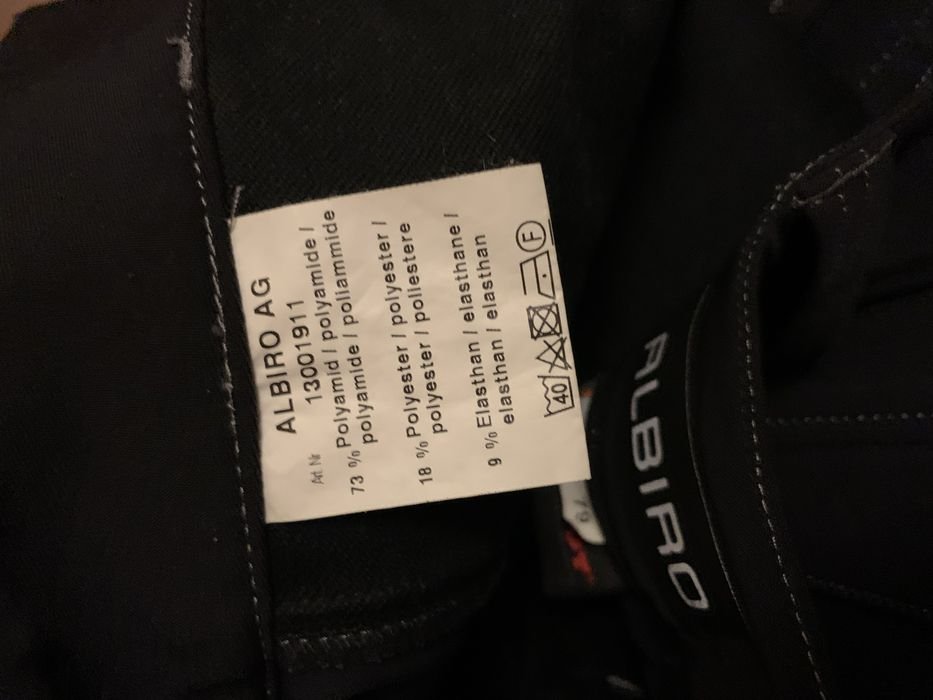 ALBIRO AG
Art. Nr 13001911
73 % Polyamid / polyamide /
polyamide / poliammide
18 % Polyester / polyester /
polyester / poliestere
9 % Elasthan / elasthane /
elasthan / elasthan
40 F
ALBIRO